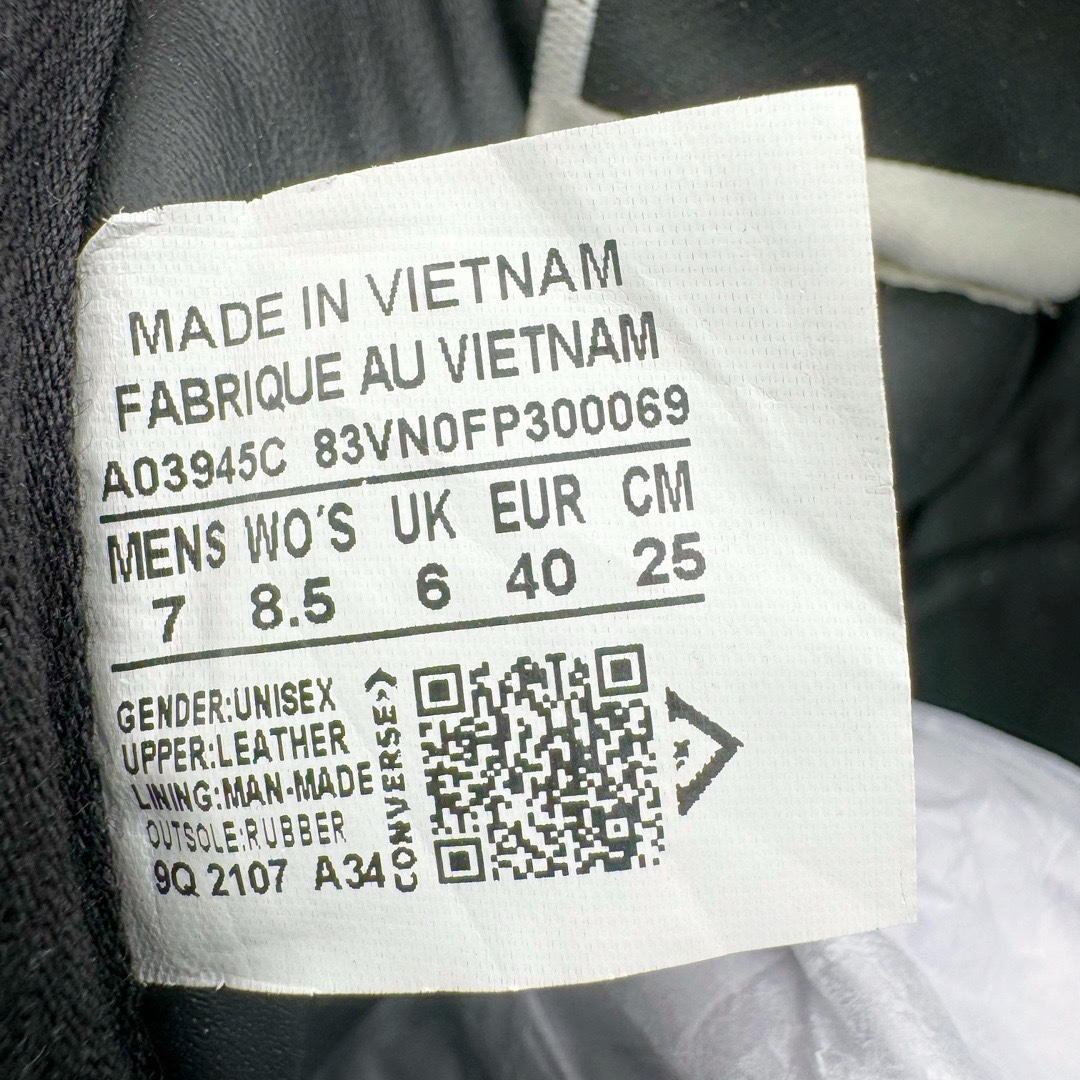 MADE IN VIETNAM
FABRIQUE AU VIETNAM
A03945C 83VN0FP300069
MENS WO'S UK EUR CM
7 8.5 6 40 25
GENDER:UNISEX
UPPER:LEATHER
LINING:MAN-MADE
OUTSOLE:RUBBER
9Q 2107 A34
CONVERSE